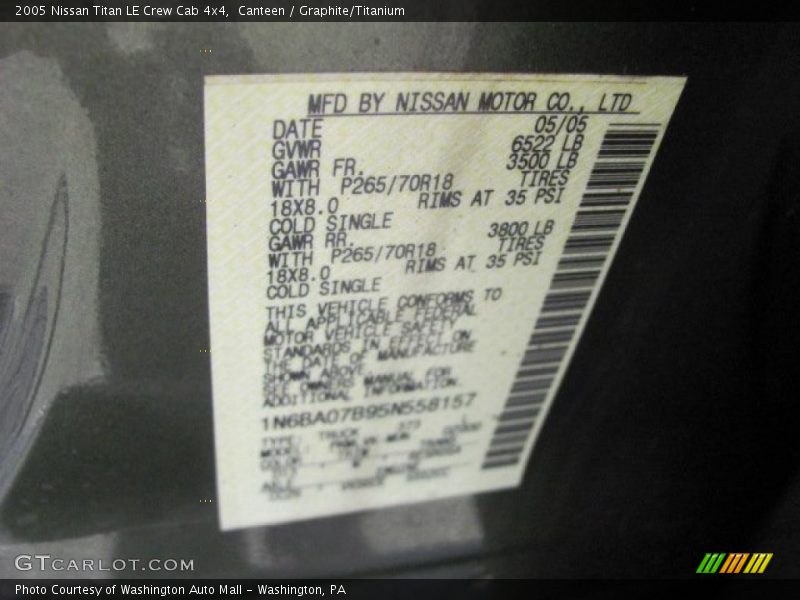 2005 Nissan Titan LE Crew Cab 4x4, Canteen / Graphite/Titanium
MFD BY NISSAN MOTOR CO., LTD
DATE 05/05
GVWR 6522 LB
GAWR FR. 3500 LB
WITH P265/70R18 TIRES
18X8.0 RIMS AT 35 PSI
COLD SINGLE
GAWR RR. 3800 LB
WITH P265/70R18 TIRES
18X8.0 RIMS AT 35 PSI
COLD SINGLE
THIS VEHICLE CONFORMS TO
ALL APPLICABLE FEDERAL
MOTOR VEHICLE SAFETY
STANDARDS IN EFFECT ON
THE DATE OF MANUFACTURE
SHOWN ABOVE.
SEE OWNERS MANUAL FOR
ADDITIONAL INFORMATION.
1N6BA07B95N558157
TYPE: TRUCK
MODEL:
COLOR
GTCARLOT.COM
Photo Courtesy of Washington Auto Mall - Washington, PA